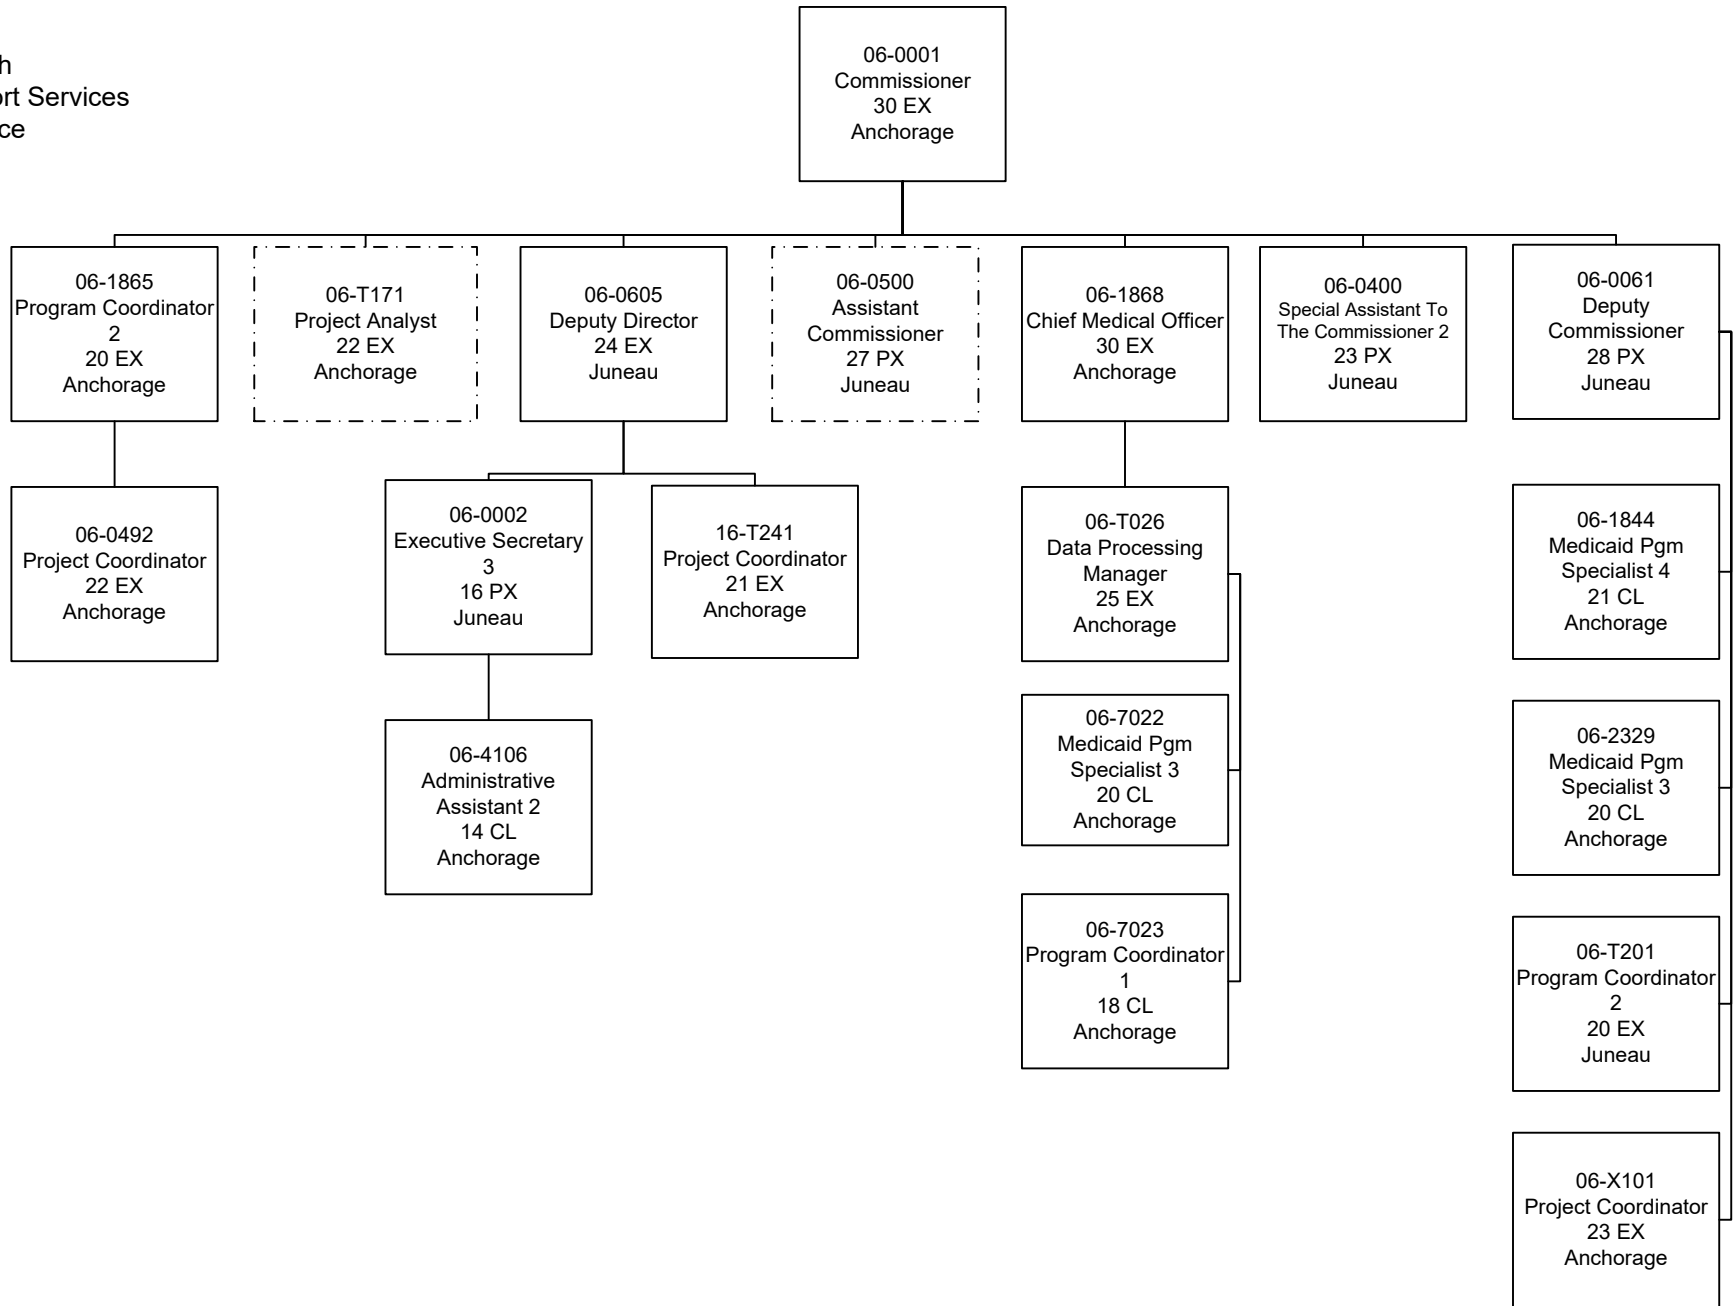 h
rt Services
ce
06-0001
Commissioner
30 EX
Anchorage
06-1865
Program Coordinator
2
20 EX
Anchorage
06-T171
Project Analyst
22 EX
Anchorage
06-0605
Deputy Director
24 EX
Juneau
06-0500
Assistant
Commissioner
27 PX
Juneau
06-1868
Chief Medical Officer
30 EX
Anchorage
06-0400
Special Assistant To
The Commissioner 2
23 PX
Juneau
06-0061
Deputy
Commissioner
28 PX
Juneau
06-0492
Project Coordinator
22 EX
Anchorage
06-0002
Executive Secretary
3
16 PX
Juneau
16-T241
Project Coordinator
21 EX
Anchorage
06-T026
Data Processing
Manager
25 EX
Anchorage
06-1844
Medicaid Pgm
Specialist 4
21 CL
Anchorage
06-4106
Administrative
Assistant 2
14 CL
Anchorage
06-7022
Medicaid Pgm
Specialist 3
20 CL
Anchorage
06-2329
Medicaid Pgm
Specialist 3
20 CL
Anchorage
06-7023
Program Coordinator
1
18 CL
Anchorage
06-T201
Program Coordinator
2
20 EX
Juneau
06-X101
Project Coordinator
23 EX
Anchorage